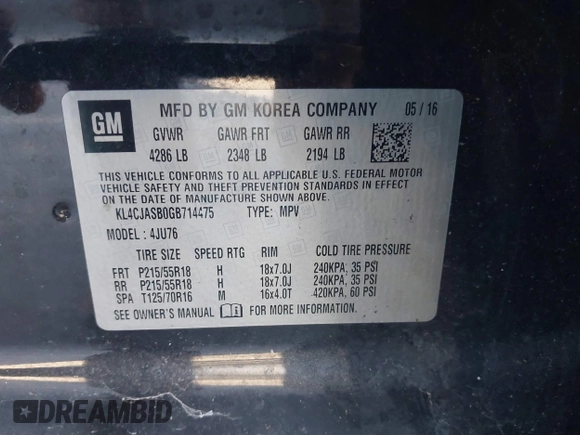 GM
MFD BY GM KOREA COMPANY 05 / 16
GVWR GAWR FRT GAWR RR
4286 LB 2348 LB 2194 LB
THIS VEHICLE CONFORMS TO ALL APPLICABLE U.S. FEDERAL MOTOR
VEHICLE SAFETY AND THEFT PREVENTION STANDARDS IN EFFECT
ON THE DATE OF MANUFACTURE SHOWN ABOVE.
KL4CJASB0GB714475 TYPE: MPV
MODEL : 4JU76
TIRE SIZE SPEED RTG RIM COLD TIRE PRESSURE
FRT P215/55R18 H 18x7.0J 240KPA, 35 PSI
RR P215/55R18 H 18x7.0J 240KPA, 35 PSI
SPA T125/70R16 M 16x4.0T 420KPA, 60 PSI
SEE OWNER'S MANUAL FOR MORE INFORMATION.
DREAMBID